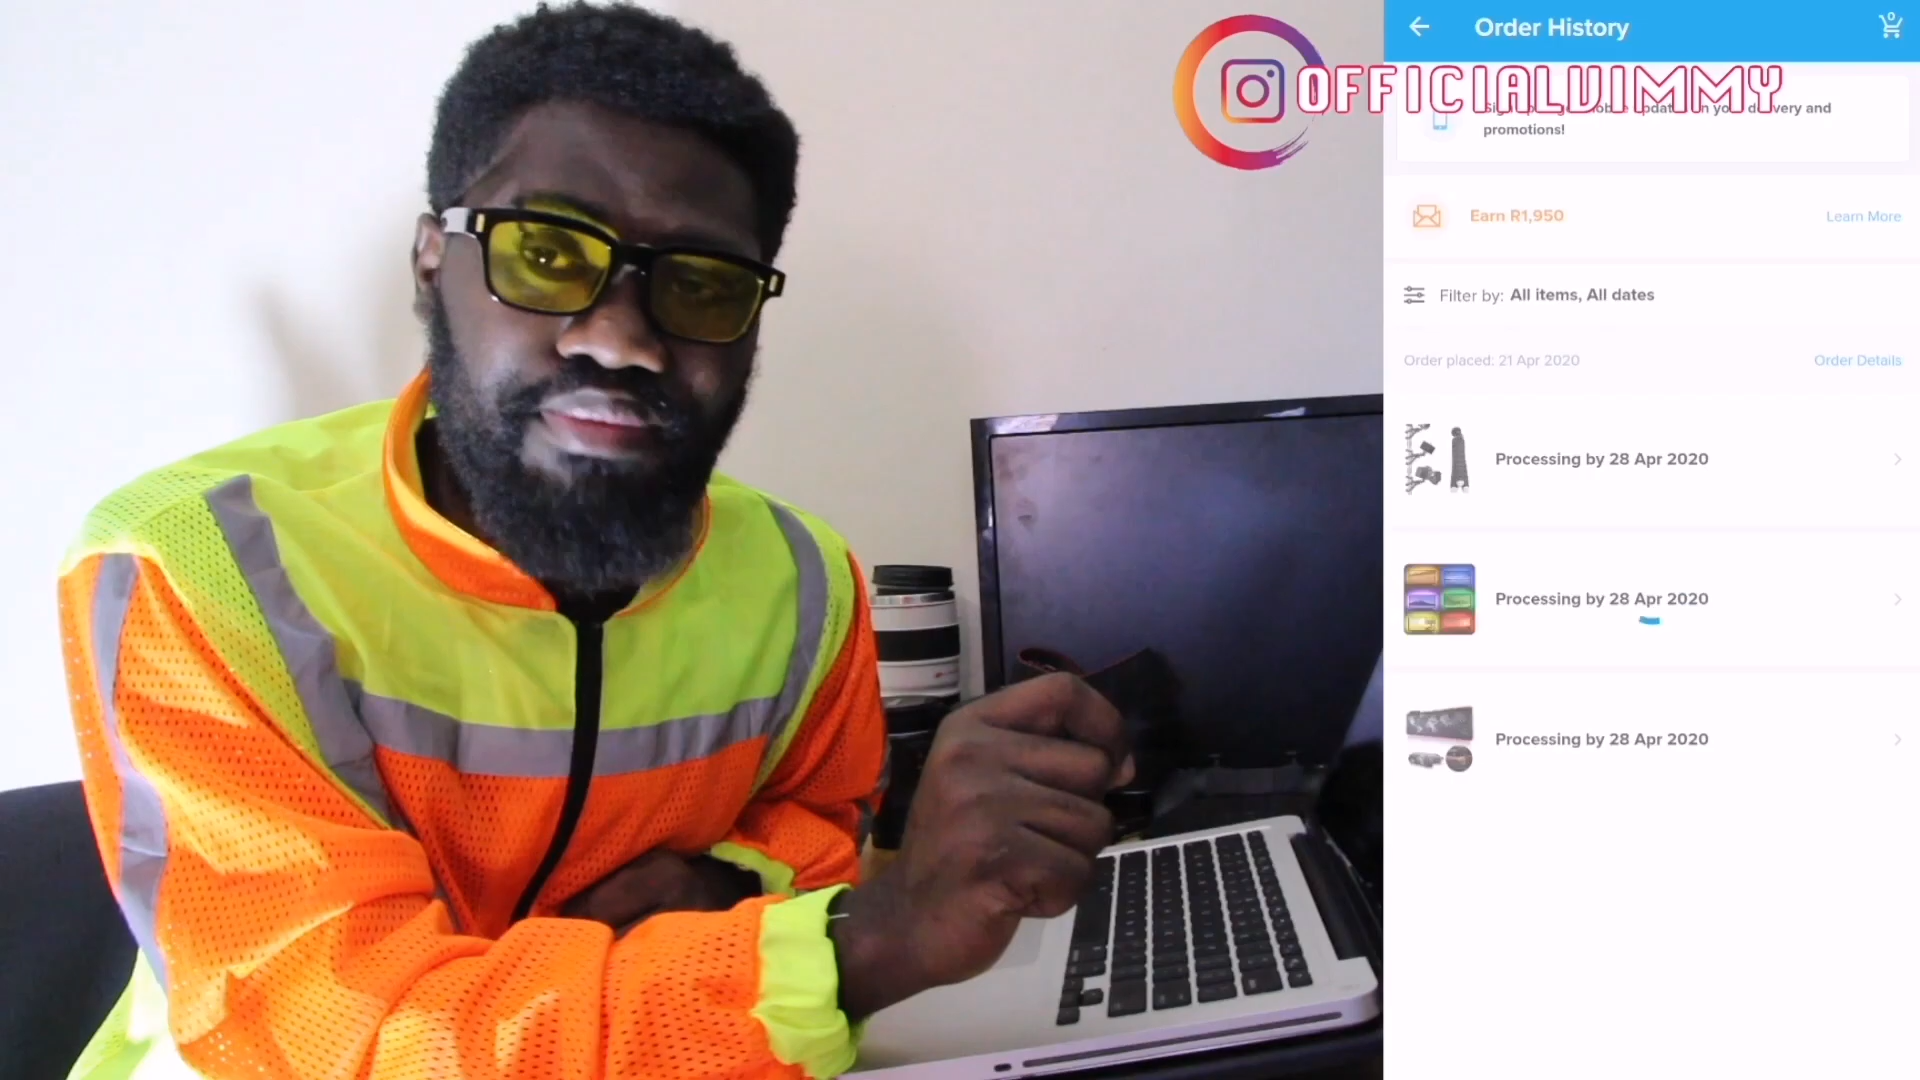 Order History
0
OFFICIALVIMMY
delivery and
promotions!
Earn R1,950
Learn More
Filter by: All items, All dates
Order placed: 21 Apr 2020
Order Details
Processing by 28 Apr 2020
Processing by 28 Apr 2020
Processing by 28 Apr 2020